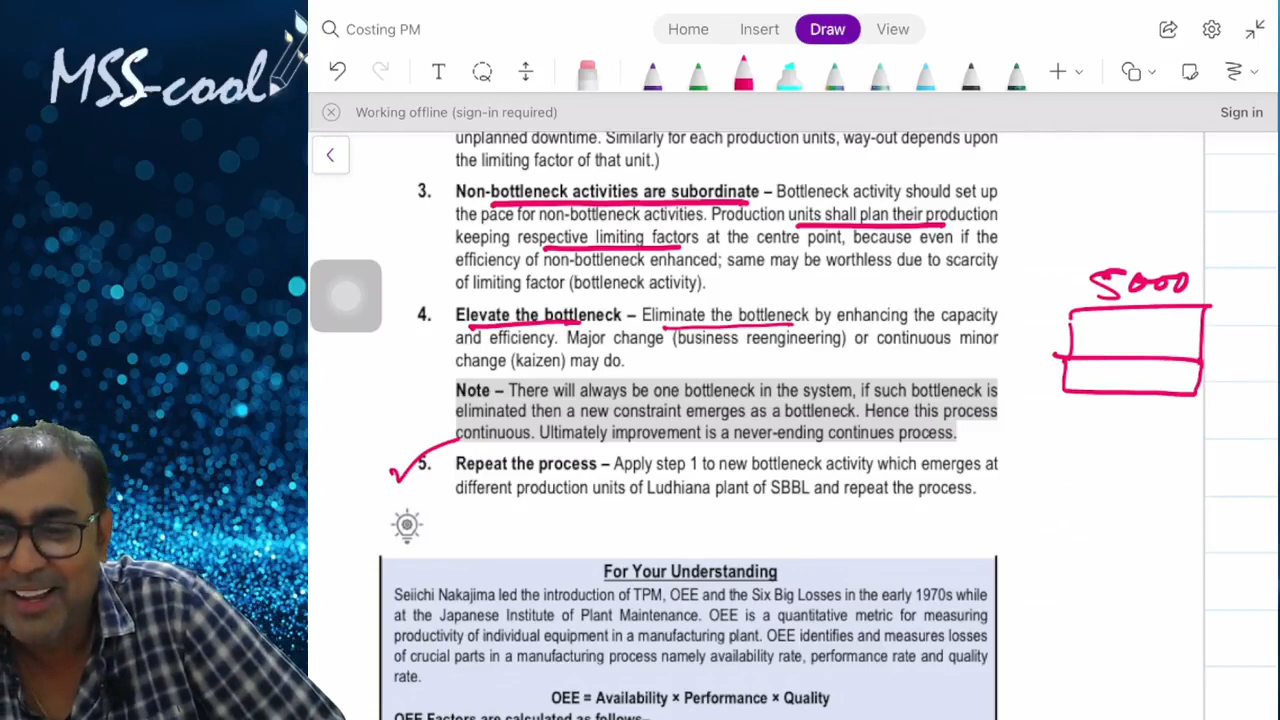 MSS-cool
Costing PM
Home Insert Draw View
Working offline (sign-in required)
Sign in
unplanned downtime. Similarly for each production units, way-out depends upon
the limiting factor of that unit.)
3. Non-bottleneck activities are subordinate – Bottleneck activity should set up
the pace for non-bottleneck activities. Production units shall plan their production
keeping respective limiting factors at the centre point, because even if the
efficiency of non-bottleneck enhanced; same may be worthless due to scarcity
of limiting factor (bottleneck activity).
5000
4. Elevate the bottleneck – Eliminate the bottleneck by enhancing the capacity
and efficiency. Major change (business reengineering) or continuous minor
change (kaizen) may do.
Note – There will always be one bottleneck in the system, if such bottleneck is
eliminated then a new constraint emerges as a bottleneck. Hence this process
continuous. Ultimately improvement is a never-ending continues process.
5. Repeat the process – Apply step 1 to new bottleneck activity which emerges at
different production units of Ludhiana plant of SBBL and repeat the process.
For Your Understanding
Seiichi Nakajima led the introduction of TPM, OEE and the Six Big Losses in the early 1970s while
at the Japanese Institute of Plant Maintenance. OEE is a quantitative metric for measuring
productivity of individual equipment in a manufacturing plant. OEE identifies and measures losses
of crucial parts in a manufacturing process namely availability rate, performance rate and quality
rate.
OEE = Availability × Performance × Quality
OEE Factors are calculated as follows–